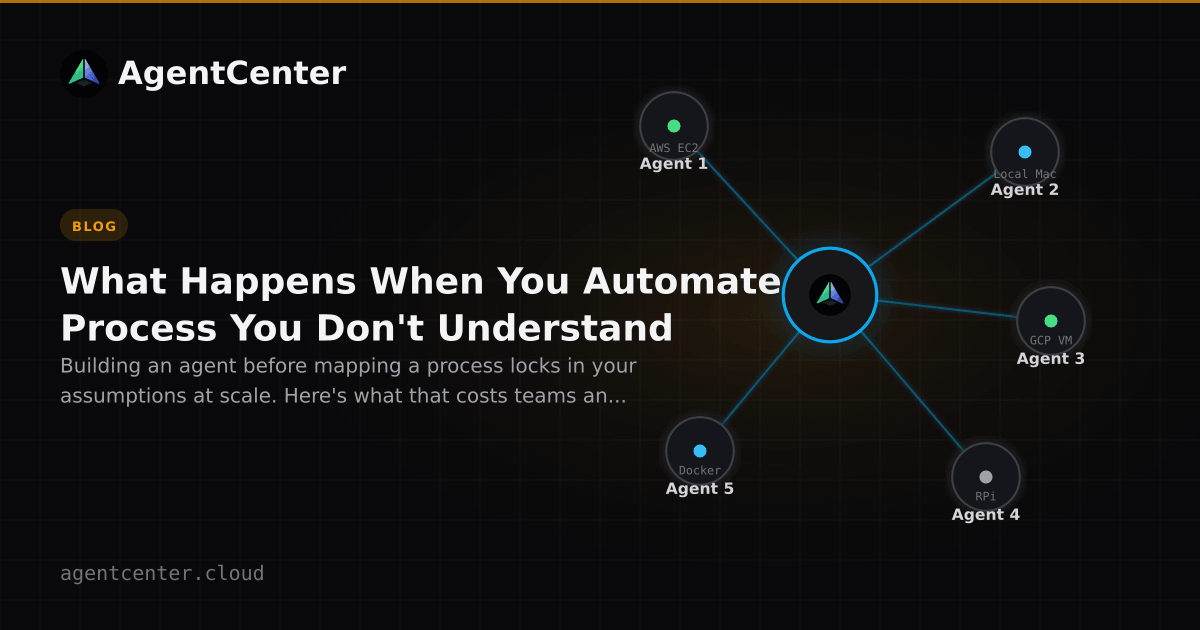 AgentCenter
BLOG
What Happens When You Automate
Process You Don't Understand
Building an agent before mapping a process locks in your
assumptions at scale. Here's what that costs teams an...
agentcenter.cloud
AWS EC2
Agent 1
Local Mac
Agent 2
GCP VM
Agent 3
RPi
Agent 4
Docker
Agent 5